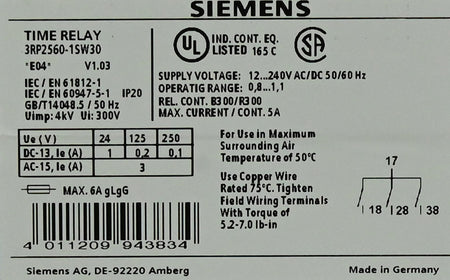 SIEMENS
TIME RELAY
3RP2560-1SW30
"E04" V1.03
IEC / EN 61812-1
IEC / EN 60947-5-1 IP20
GB/T14048.5 / 50 Hz
Uimp: 4kV Ui: 300V
UL IND. CONT. EQ.
LISTED 165 C
SA
SUPPLY VOLTAGE: 12...240V AC/DC 50/60 Hz
OPERATIG RANGE: 0,8...1,1
REL. CONT. B300/R300
MAX. CURRENT / CONT. 5A
Ue (V) 24 125 250
DC-13, Ie (A) 1 0,2 0,1
AC-15, Ie (A) 3
MAX. 6A gLgG
For Use in Maximum
Surrounding Air
Temperature of 50°C
Use Copper Wire
Rated 75°C. Tighten
Field Wiring Terminals
With Torque of
5.2-7.0 lb-in
17
18 28 38
4 011209 943834
Siemens AG, DE-92220 Amberg
Made in Germany